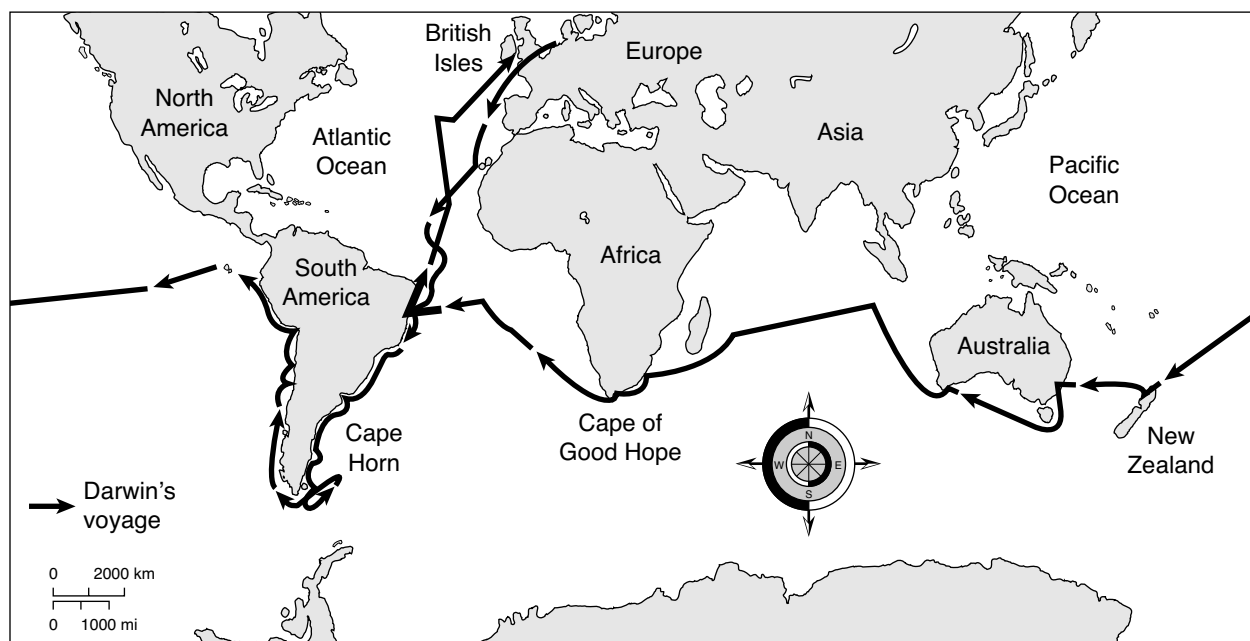 British
Isles
Europe
North
America
Atlantic
Ocean
Asia
Pacific
Ocean
Africa
South
America
Australia
Cape
Horn
Cape of
Good Hope
New
Zealand
N
W
E
S
Darwin's
voyage
0 2000 km
0 1000 mi